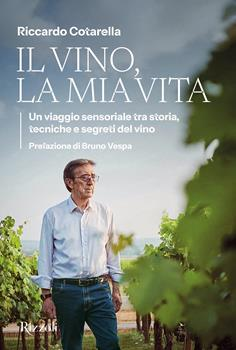 Riccardo Cotarella
IL VINO,
LA MIA VITA
Un viaggio sensoriale tra storia,
tecniche e segreti del vino
Prefazione di Bruno Vespa
Rizzoli